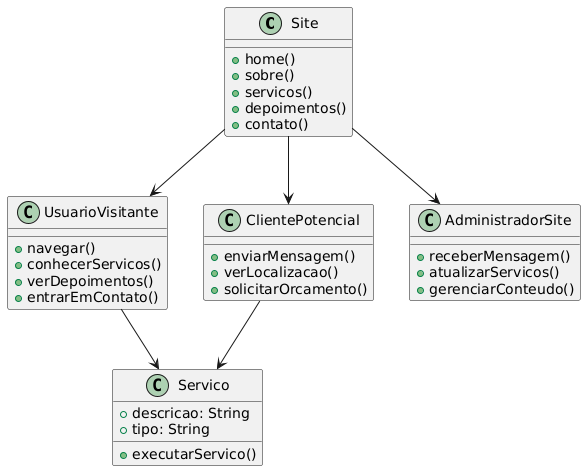 C Site
home()
sobre()
servicos()
depoimentos()
contato()
C UsuarioVisitante
navegar()
conhecerServicos()
verDepoimentos()
entrarEmContato()
C ClientePotencial
enviarMensagem()
verLocalizacao()
solicitarOrcamento()
C AdministradorSite
receberMensagem()
atualizarServicos()
gerenciarConteudo()
C Servico
descricao: String
tipo: String
executarServico()